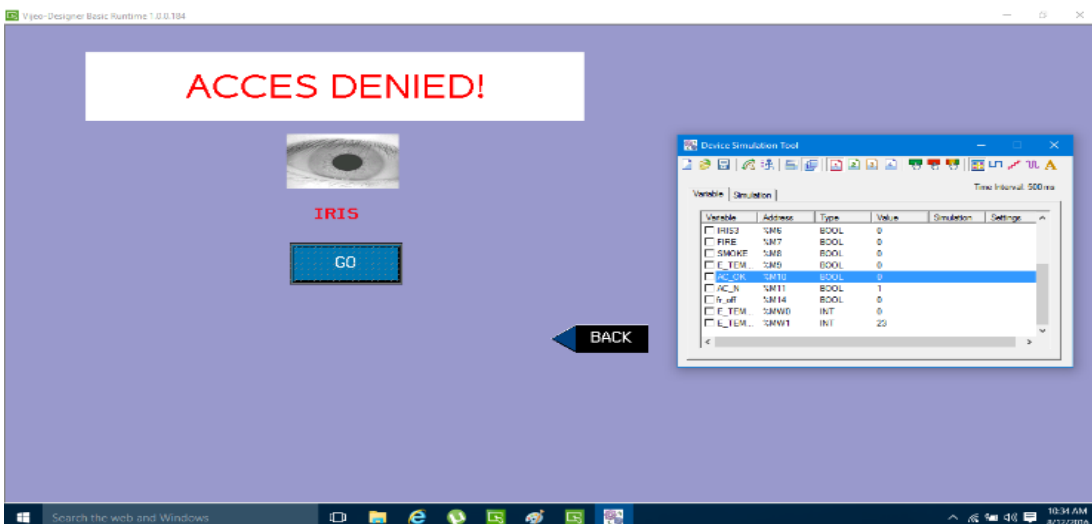 Vijeo-Designer Basic Runtime 1.0.0.184
ACCES DENIED!
IRIS
GO
BACK
Device Simulation Tool
Time Interval: 500 ms
Variable Simulation
Variable Address Type Value Simulation Settings
IRIS3 %M6 BOOL 0
FIRE %M7 BOOL 0
SMOKE %M8 BOOL 0
E_TEM... %M9 BOOL 0
AC_OK %M10 BOOL 0
AC_N %M11 BOOL 1
fr_off %M14 BOOL 0
E_TEM... %MW0 INT 0
E_TEM... %MW1 INT 23
Search the web and Windows
10:34 AM